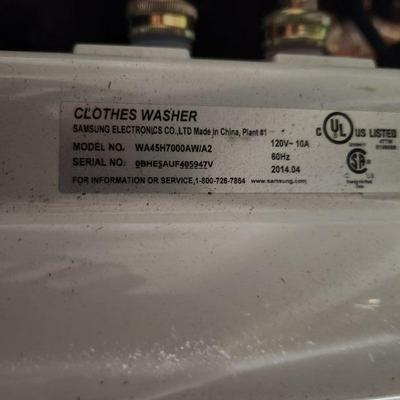 CLOTHES WASHER
SAMSUNG ELECTRONICS CO.,LTD Made in China, Plant #1
MODEL NO. WA45H7000AW/A2 120V~ 10A
SERIAL NO. 0BHE5AUF405947V 60Hz
2014.04
FOR INFORMATION OR SERVICE,1-800-726-7864 www.samsung.com
C UL US LISTED